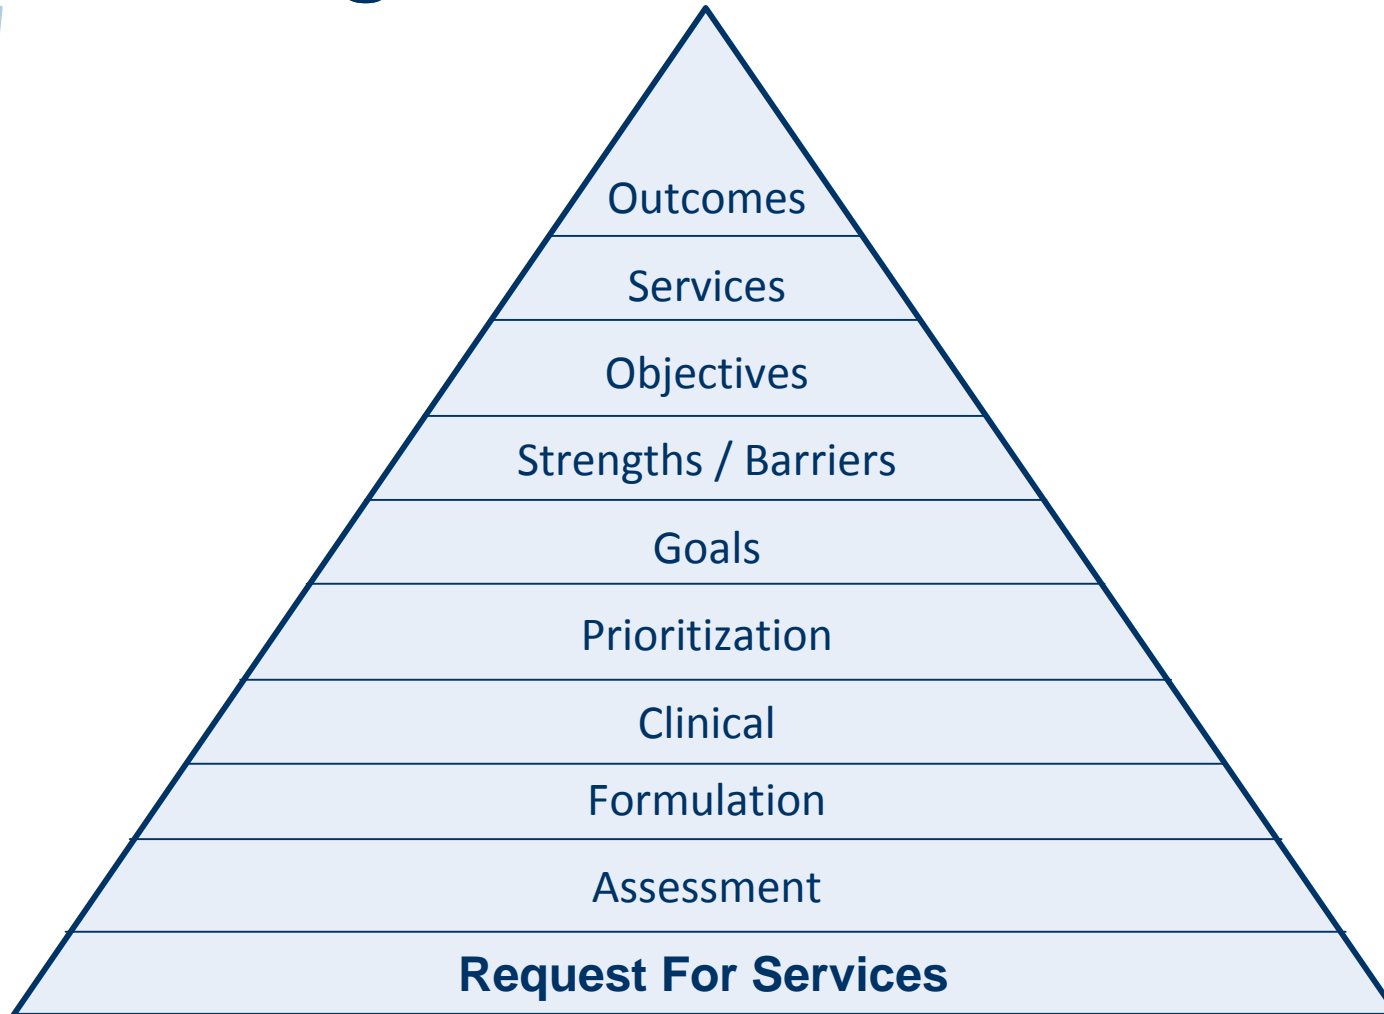 Outcomes
Services
Objectives
Strengths / Barriers
Goals
Prioritization
Clinical
Formulation
Assessment
Request For Services